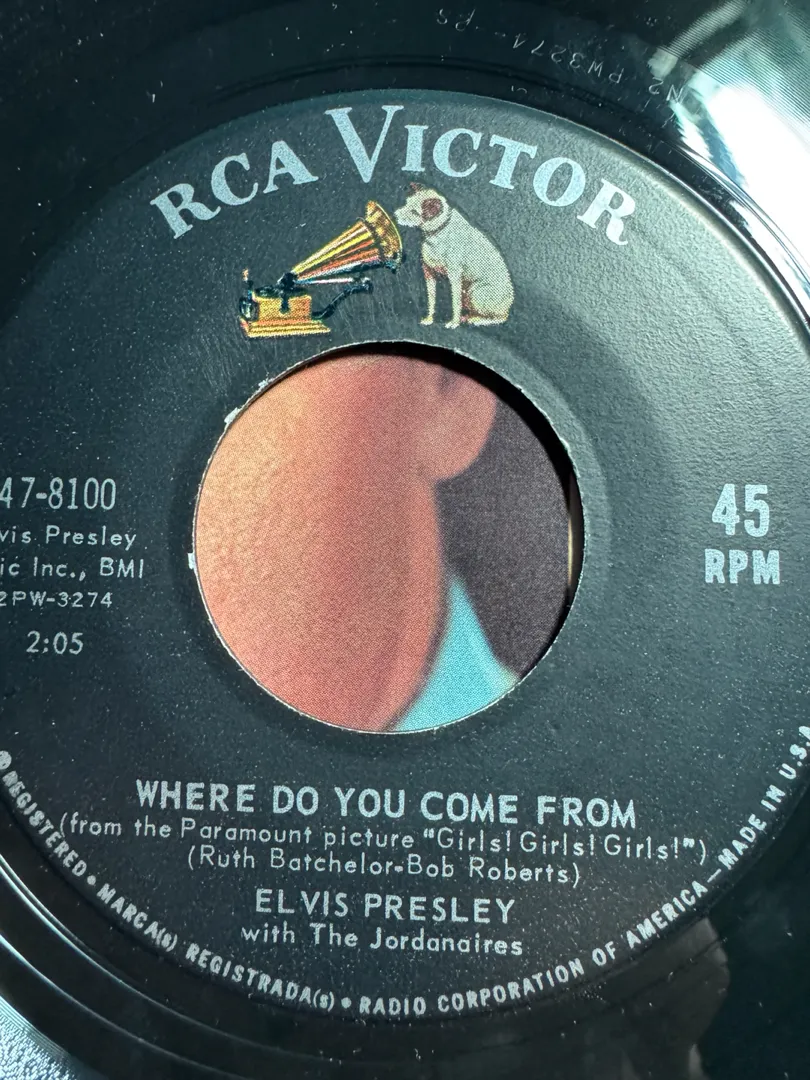 RCA VICTOR
47-8100
vis Presley
ic Inc., BMI
2PW-3274
2:05
45
RPM
WHERE DO YOU COME FROM
(from the Paramount picture "Girls! Girls! Girls!")
(Ruth Batchelor-Bob Roberts)
ELVIS PRESLEY
with The Jordanaires
®REGISTERED • MARCA(s) REGISTRADA(s) • RADIO CORPORATION OF AMERICA—MADE IN U.S.A